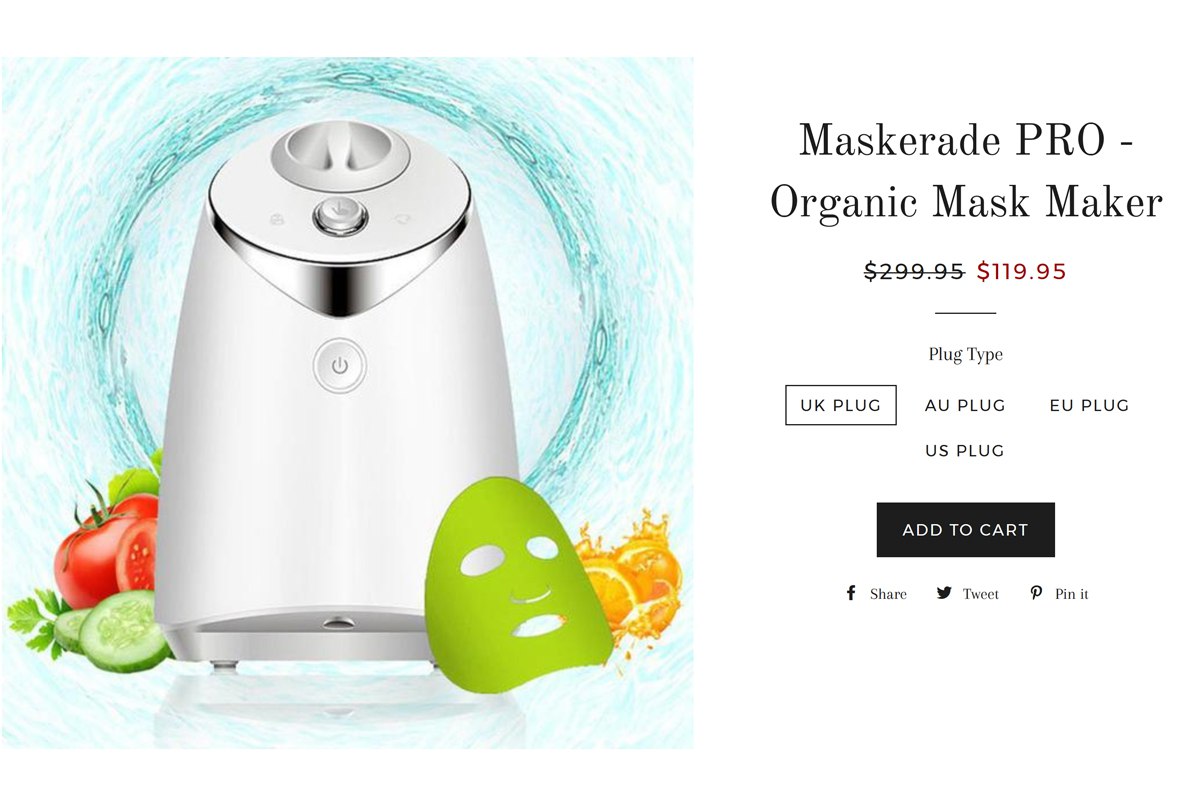 Maskerade PRO -
Organic Mask Maker
$299.95 $119.95
Plug Type
UK PLUG AU PLUG EU PLUG
US PLUG
ADD TO CART
Share Tweet Pin it